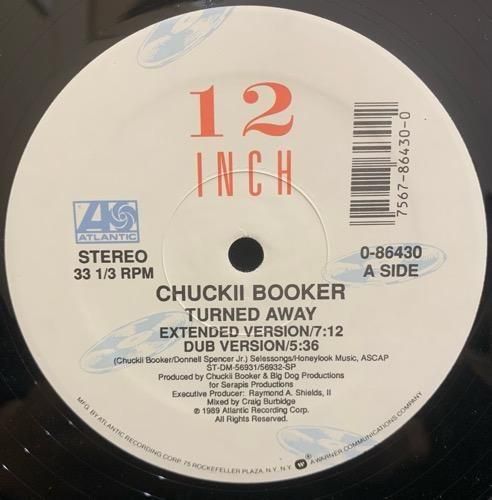 12
INCH
7567-86430-0
ATLANTIC
STEREO
33 1/3 RPM
0-86430
A SIDE
CHUCKII BOOKER
TURNED AWAY
EXTENDED VERSION/7:12
DUB VERSION/5:36
(Chuckii Booker/Donnell Spencer Jr.) Selessongs/Honeylook Music, ASCAP
ST-DM-56931/56932-SP
Produced by Chuckii Booker & Big Dog Productions
for Serapis Productions
Executive Producer: Raymond A. Shields, II
Mixed by Craig Burbidge
℗ 1989 Atlantic Recording Corp.
All Rights Reserved.
MFG. BY ATLANTIC RECORDING CORP. 75 ROCKEFELLER PLAZA, N.Y. N.Y. W A WARNER COMMUNICATIONS COMPANY